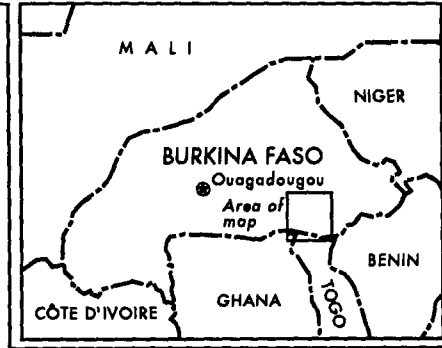 MALI
NIGER
BURKINA FASO
Ouagadougou
Area of
map
BENIN
CÔTE D'IVOIRE
GHANA
TOGO